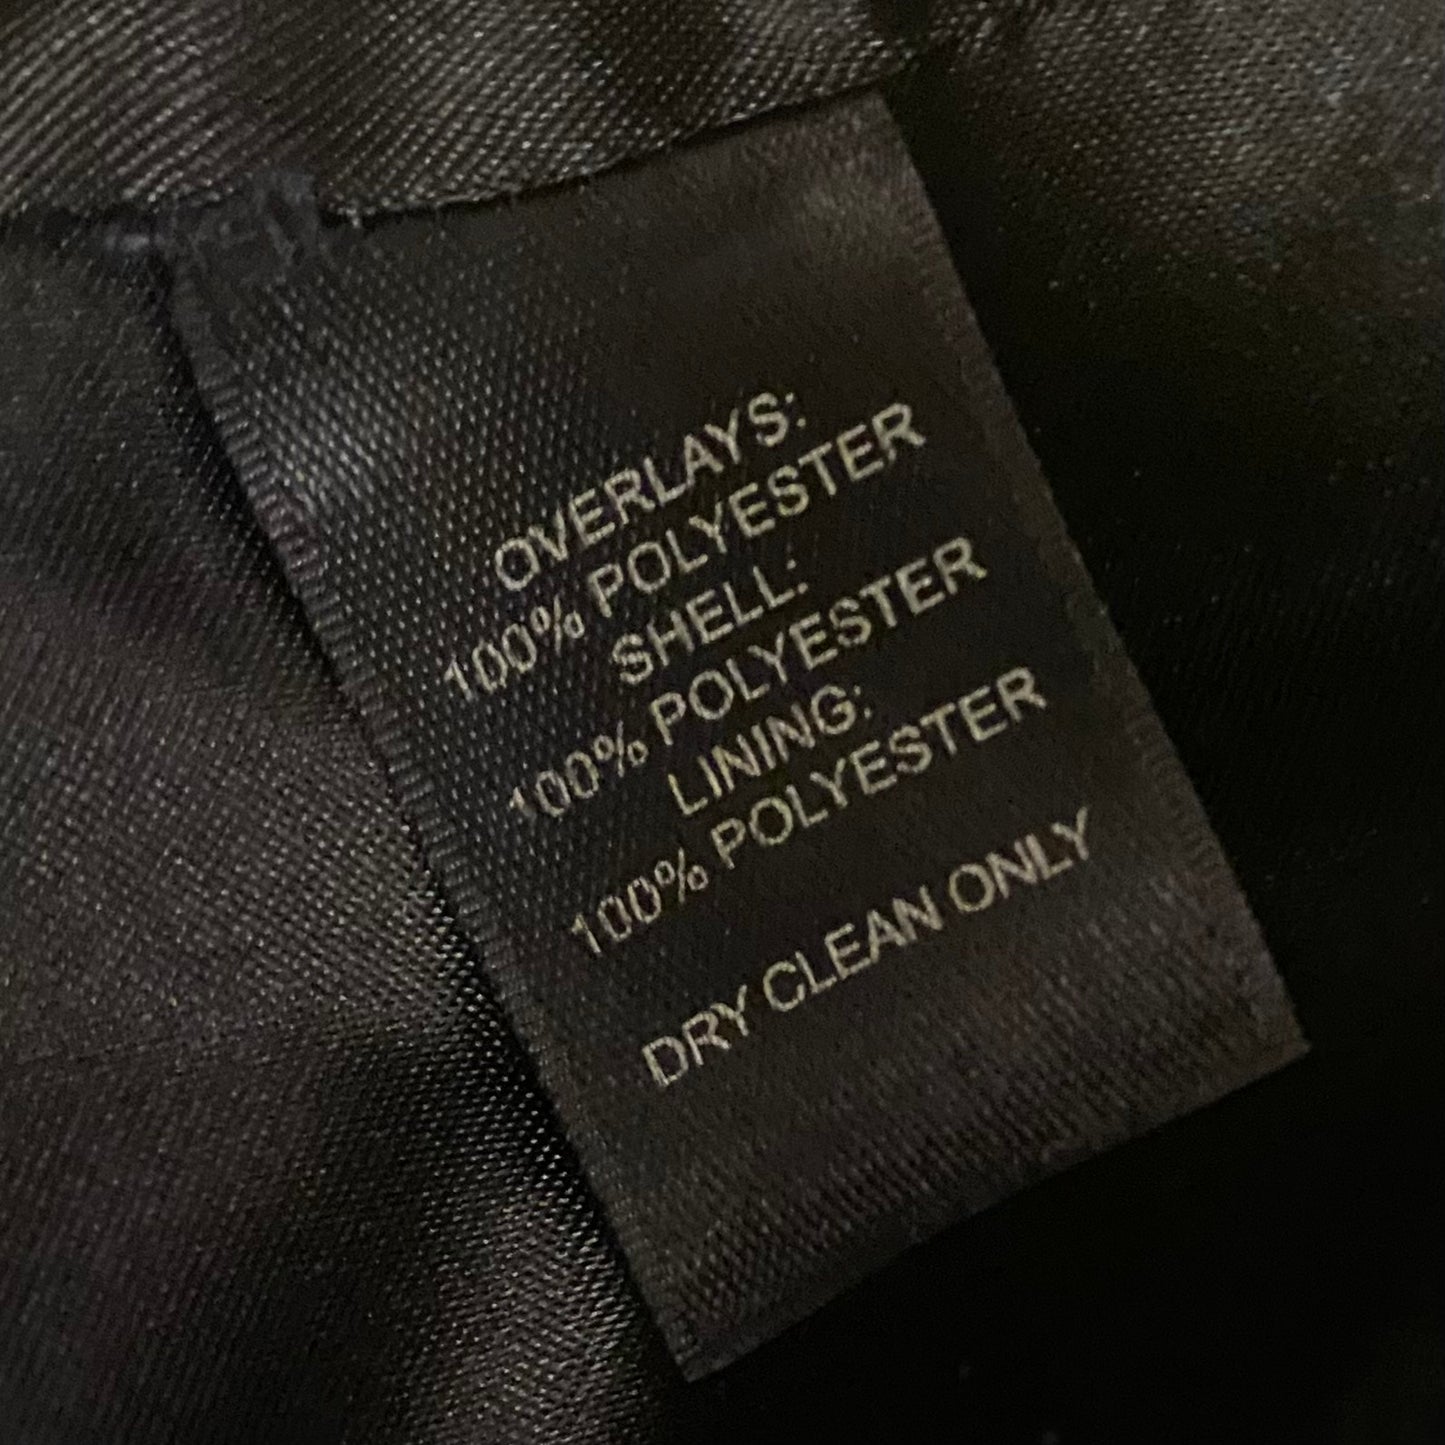 OVERLAYS:
100% POLYESTER
SHELL:
100% POLYESTER
LINING:
100% POLYESTER
DRY CLEAN ONLY